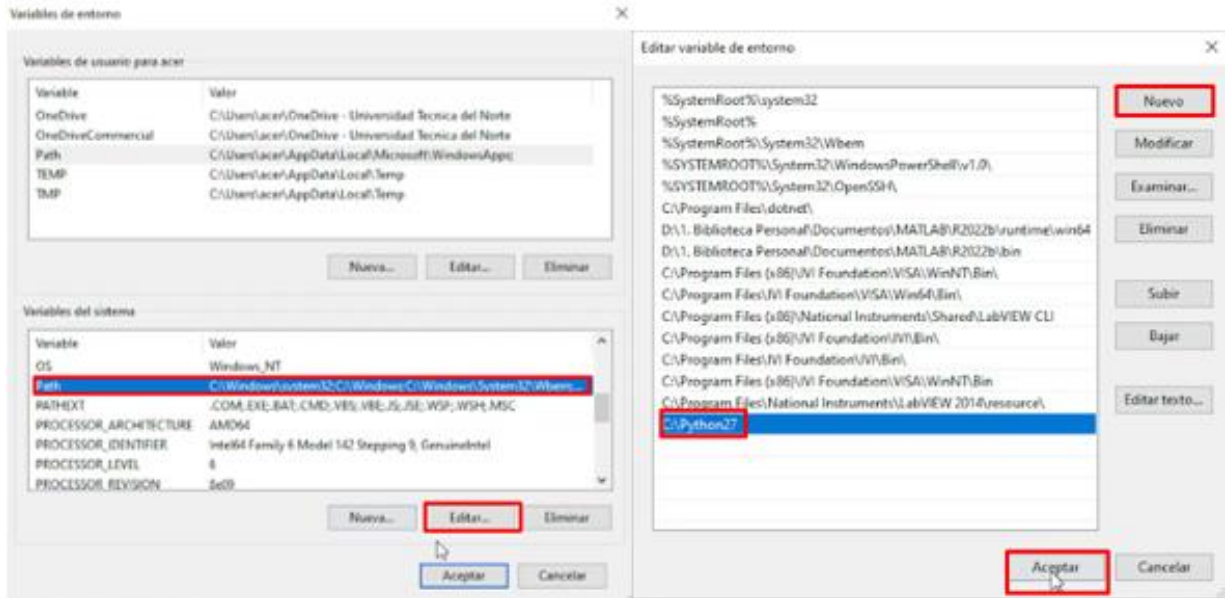 Variables de entorno
Variables de usuario para acer
Variable Valor
OneDrive C:\Users\acer\OneDrive - Universidad Tecnica del Norte
OneDriveCommercial C:\Users\acer\OneDrive - Universidad Tecnica del Norte
Path C:\Users\acer\AppData\Local\Microsoft\WindowsApps;
TEMP C:\Users\acer\AppData\Local\Temp
TMP C:\Users\acer\AppData\Local\Temp
Nueva... Editar... Eliminar
Variables del sistema
Variable Valor
OS Windows_NT
Path C:\Windows\system32;C:\Windows;C:\Windows\System32\Wbem;...
PATHEXT .COM;.EXE;.BAT;.CMD;.VBS;.VBE;.JS;.JSE;.WSF;.WSH;.MSC
PROCESSOR_ARCHITECTURE AMD64
PROCESSOR_IDENTIFIER Intel64 Family 6 Model 142 Stepping 9, GenuineIntel
PROCESSOR_LEVEL 6
PROCESSOR_REVISION 8e09
Nueva... Editar... Eliminar
Aceptar Cancelar
Editar variable de entorno
%SystemRoot%\system32
%SystemRoot%
%SystemRoot%\System32\Wbem
%SYSTEMROOT%\System32\WindowsPowerShell\v1.0\
%SYSTEMROOT%\System32\OpenSSH\
C:\Program Files\dotnet\
D:\1. Biblioteca Personal\Documentos\MATLAB\R2022b\runtime\win64
D:\1. Biblioteca Personal\Documentos\MATLAB\R2022b\bin
C:\Program Files (x86)\IVI Foundation\VISA\WinNT\Bin\
C:\Program Files\IVI Foundation\VISA\Win64\Bin\
C:\Program Files (x86)\National Instruments\Shared\LabVIEW CLI
C:\Program Files (x86)\IVI Foundation\IVI\Bin\
C:\Program Files\IVI Foundation\IVI\Bin\
C:\Program Files (x86)\IVI Foundation\VISA\WinNT\Bin
C:\Program Files\National Instruments\LabVIEW 2014\resource\
C:\Python27
Nuevo
Modificar
Examinar...
Eliminar
Subir
Bajar
Editar texto...
Aceptar Cancelar